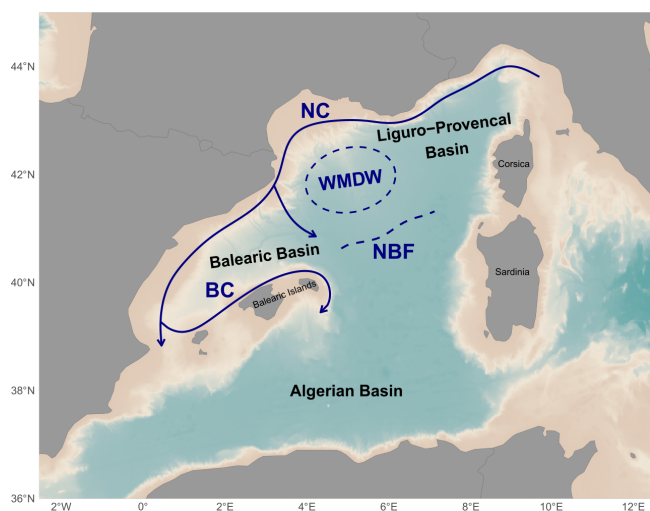 44°N
NC
Liguro−Provencal
Basin
Corsica
42°N
WMDW
Balearic Basin
NBF
40°N
BC
Balearic Islands
Sardinia
38°N
Algerian Basin
36°N
2°W
0°
2°E
4°E
6°E
8°E
10°E
12°E